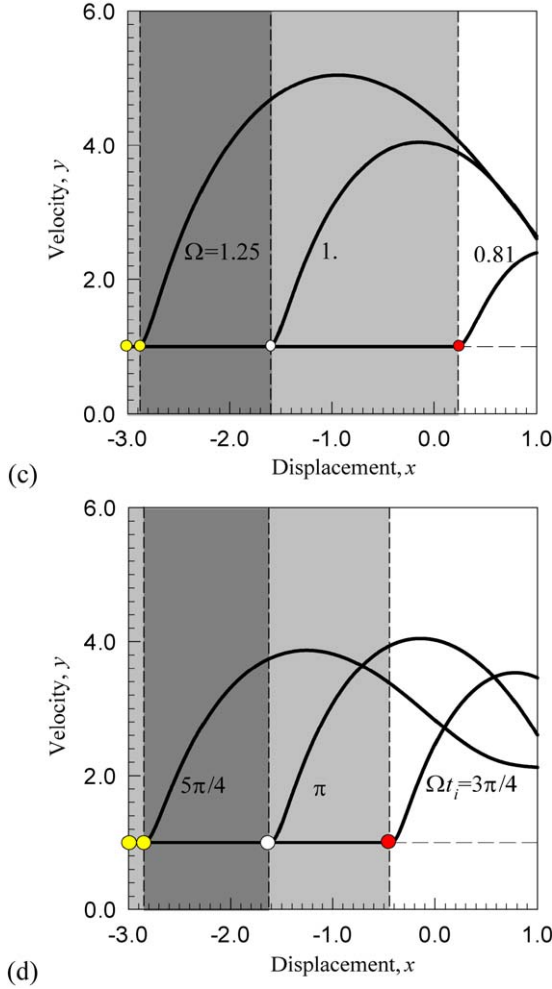 6.0
Velocity, y
4.0
Ω=1.25
1.
0.81
2.0
0.0
-3.0 -2.0 -1.0 0.0 1.0
Displacement, x
(c)
6.0
Velocity, y
4.0
5π/4
π
Ωtᵢ=3π/4
2.0
0.0
-3.0 -2.0 -1.0 0.0 1.0
Displacement, x
(d)